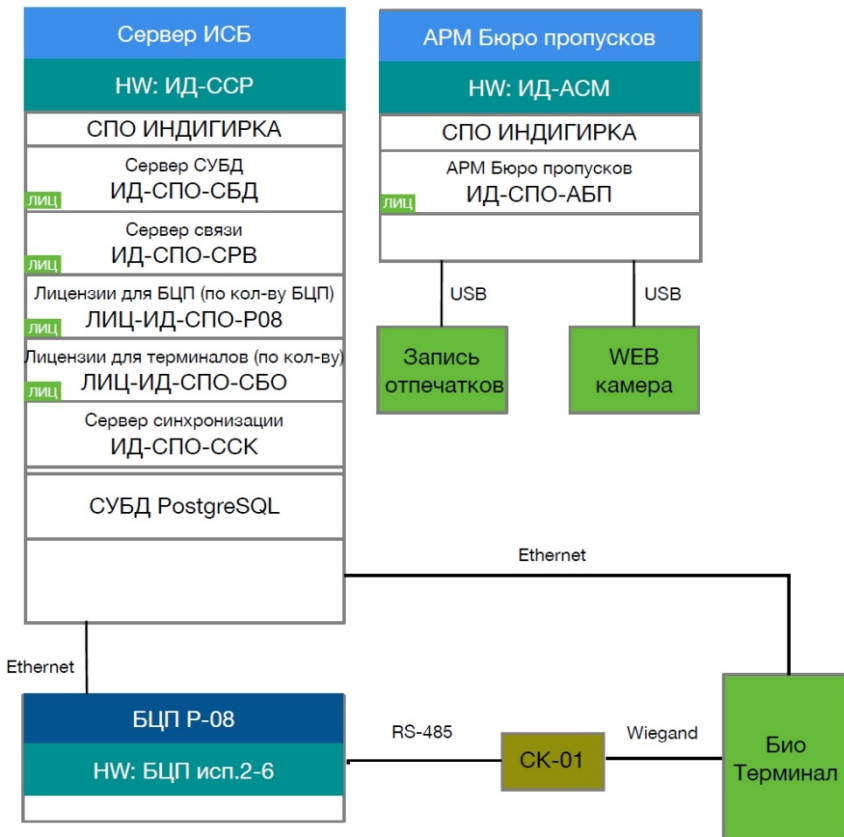 Сервер ИСБ
HW: ИД-ССР
СПО ИНДИГИРКА
Сервер СУБД
ИД-СПО-СБД
ЛИЦ
Сервер связи
ИД-СПО-СРВ
ЛИЦ
Лицензии для БЦП (по кол-ву БЦП)
ЛИЦ-ИД-СПО-Р08
ЛИЦ
Лицензии для терминалов (по кол-ву)
ЛИЦ-ИД-СПО-СБО
ЛИЦ
Сервер синхронизации
ИД-СПО-ССК
СУБД PostgreSQL
АРМ Бюро пропусков
HW: ИД-АСМ
СПО ИНДИГИРКА
АРМ Бюро пропусков
ИД-СПО-АБП
ЛИЦ
USB
USB
Запись
отпечатков
WEB
камера
Ethernet
Ethernet
БЦП Р-08
HW: БЦП исп.2-6
RS-485
СК-01
Wiegand
Био
Терминал